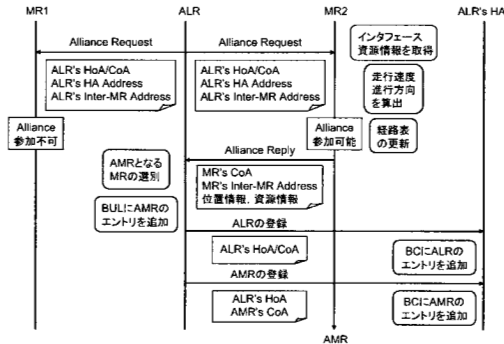 MR1
ALR
MR2
ALR's HA
Alliance Request
Alliance Request
インタフェース
資源情報を取得
ALR's HoA/CoA
ALR's HA Address
ALR's Inter-MR Address
ALR's HoA/CoA
ALR's HA Address
ALR's Inter-MR Address
走行速度
進行方向
を算出
Alliance
参加不可
Alliance
参加可能
経路表
の更新
Alliance Reply
AMRとなる
MRの選別
MR's CoA
MR's Inter-MR Address
位置情報, 資源情報
BULにAMRの
エントリを追加
ALRの登録
ALR's HoA/CoA
BCにALRの
エントリを追加
AMRの登録
ALR's HoA
AMR's CoA
BCにAMRの
エントリを追加
AMR